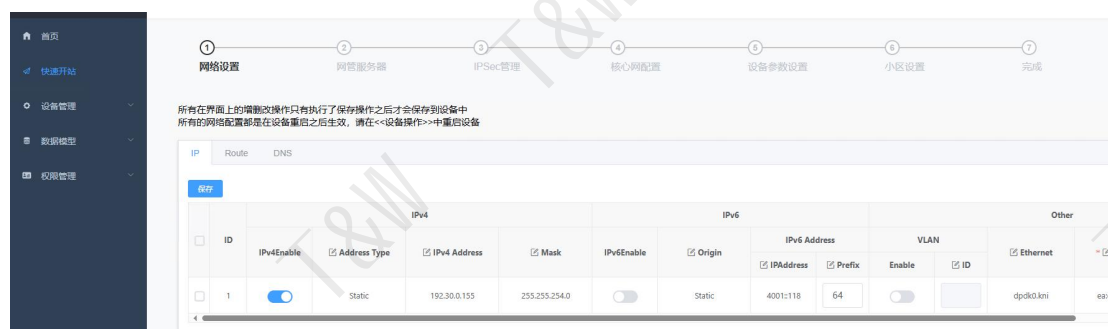 首页
快速开站
设备管理
数据模型
权限管理
1 2 3 4 5 6 7
网络设置 网管服务器 IPSec管理 核心网配置 设备参数设置 小区设置 完成
所有在界面上的增删改操作只有执行了保存操作之后才会保存到设备中
所有的网络配置都是在设备重启之后生效，请在<<设备操作>>中重启设备
IP Route DNS
保存
IPv4 IPv6 Other
ID IPv4Enable Address Type IPv4 Address Mask IPv6Enable Origin IPv6 Address VLAN Ethernet *
IPAddress Prefix Enable ID
1 Static 192.30.0.155 255.255.254.0 Static 4001::118 64 dpdk0.kni
T&W
T&W